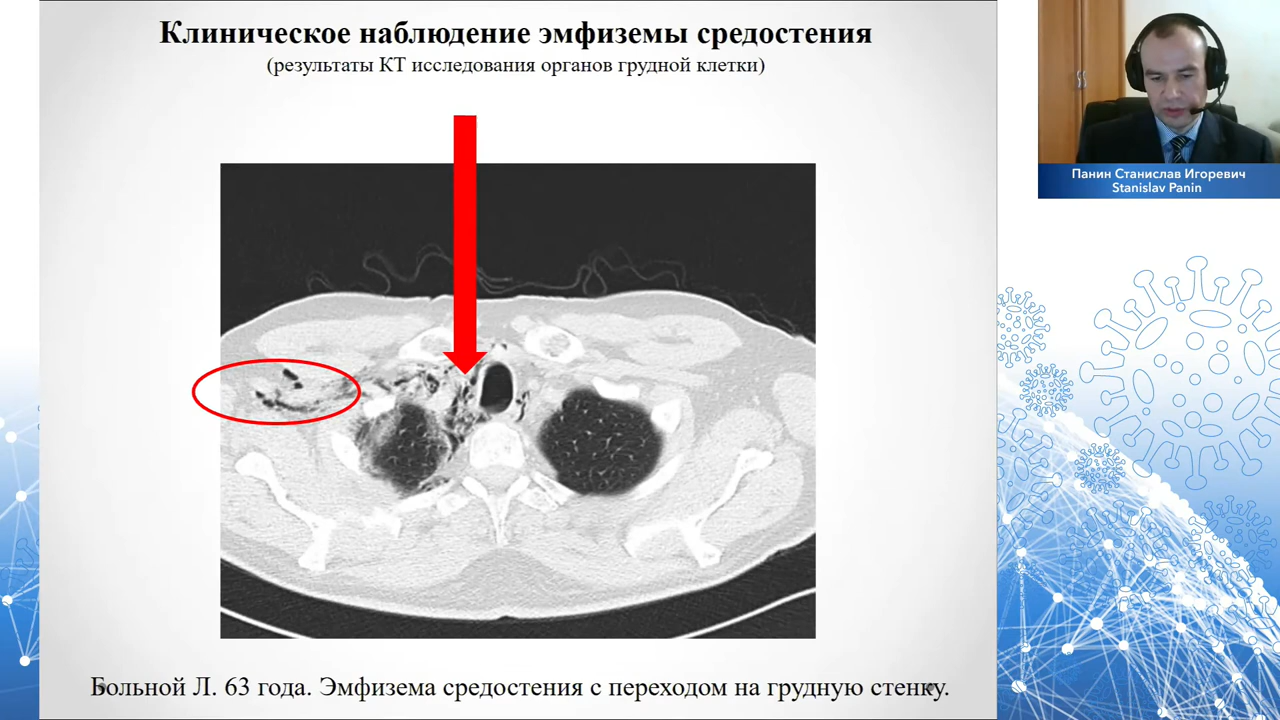 Клиническое наблюдение эмфиземы средостения
(результаты КТ исследования органов грудной клетки)
Панин Станислав Игоревич
Stanislav Panin
Больной Л. 63 года. Эмфизема средостения с переходом на грудную стенку.